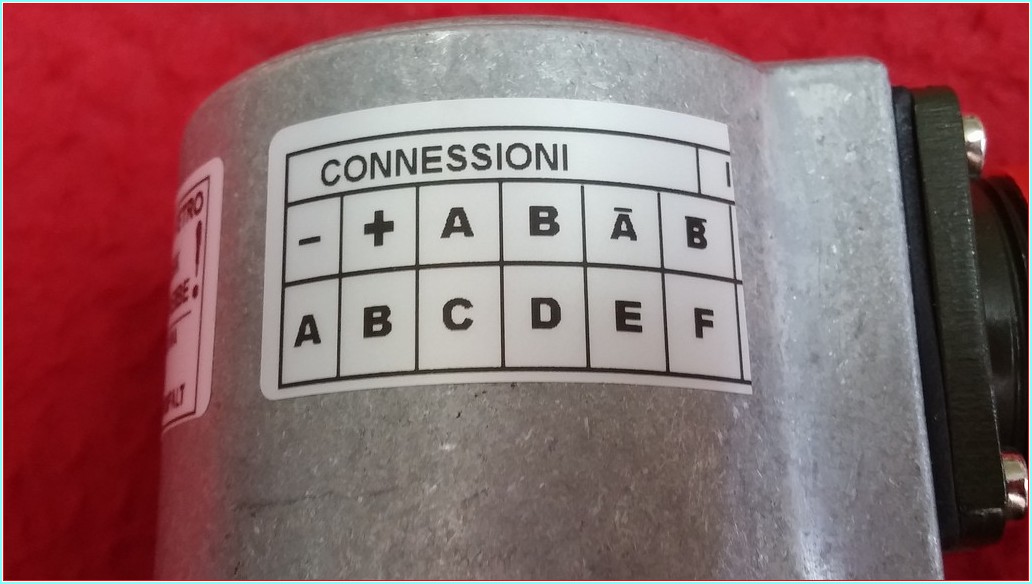 CONNESSIONI
− + A B Ā B̄
A B C D E F